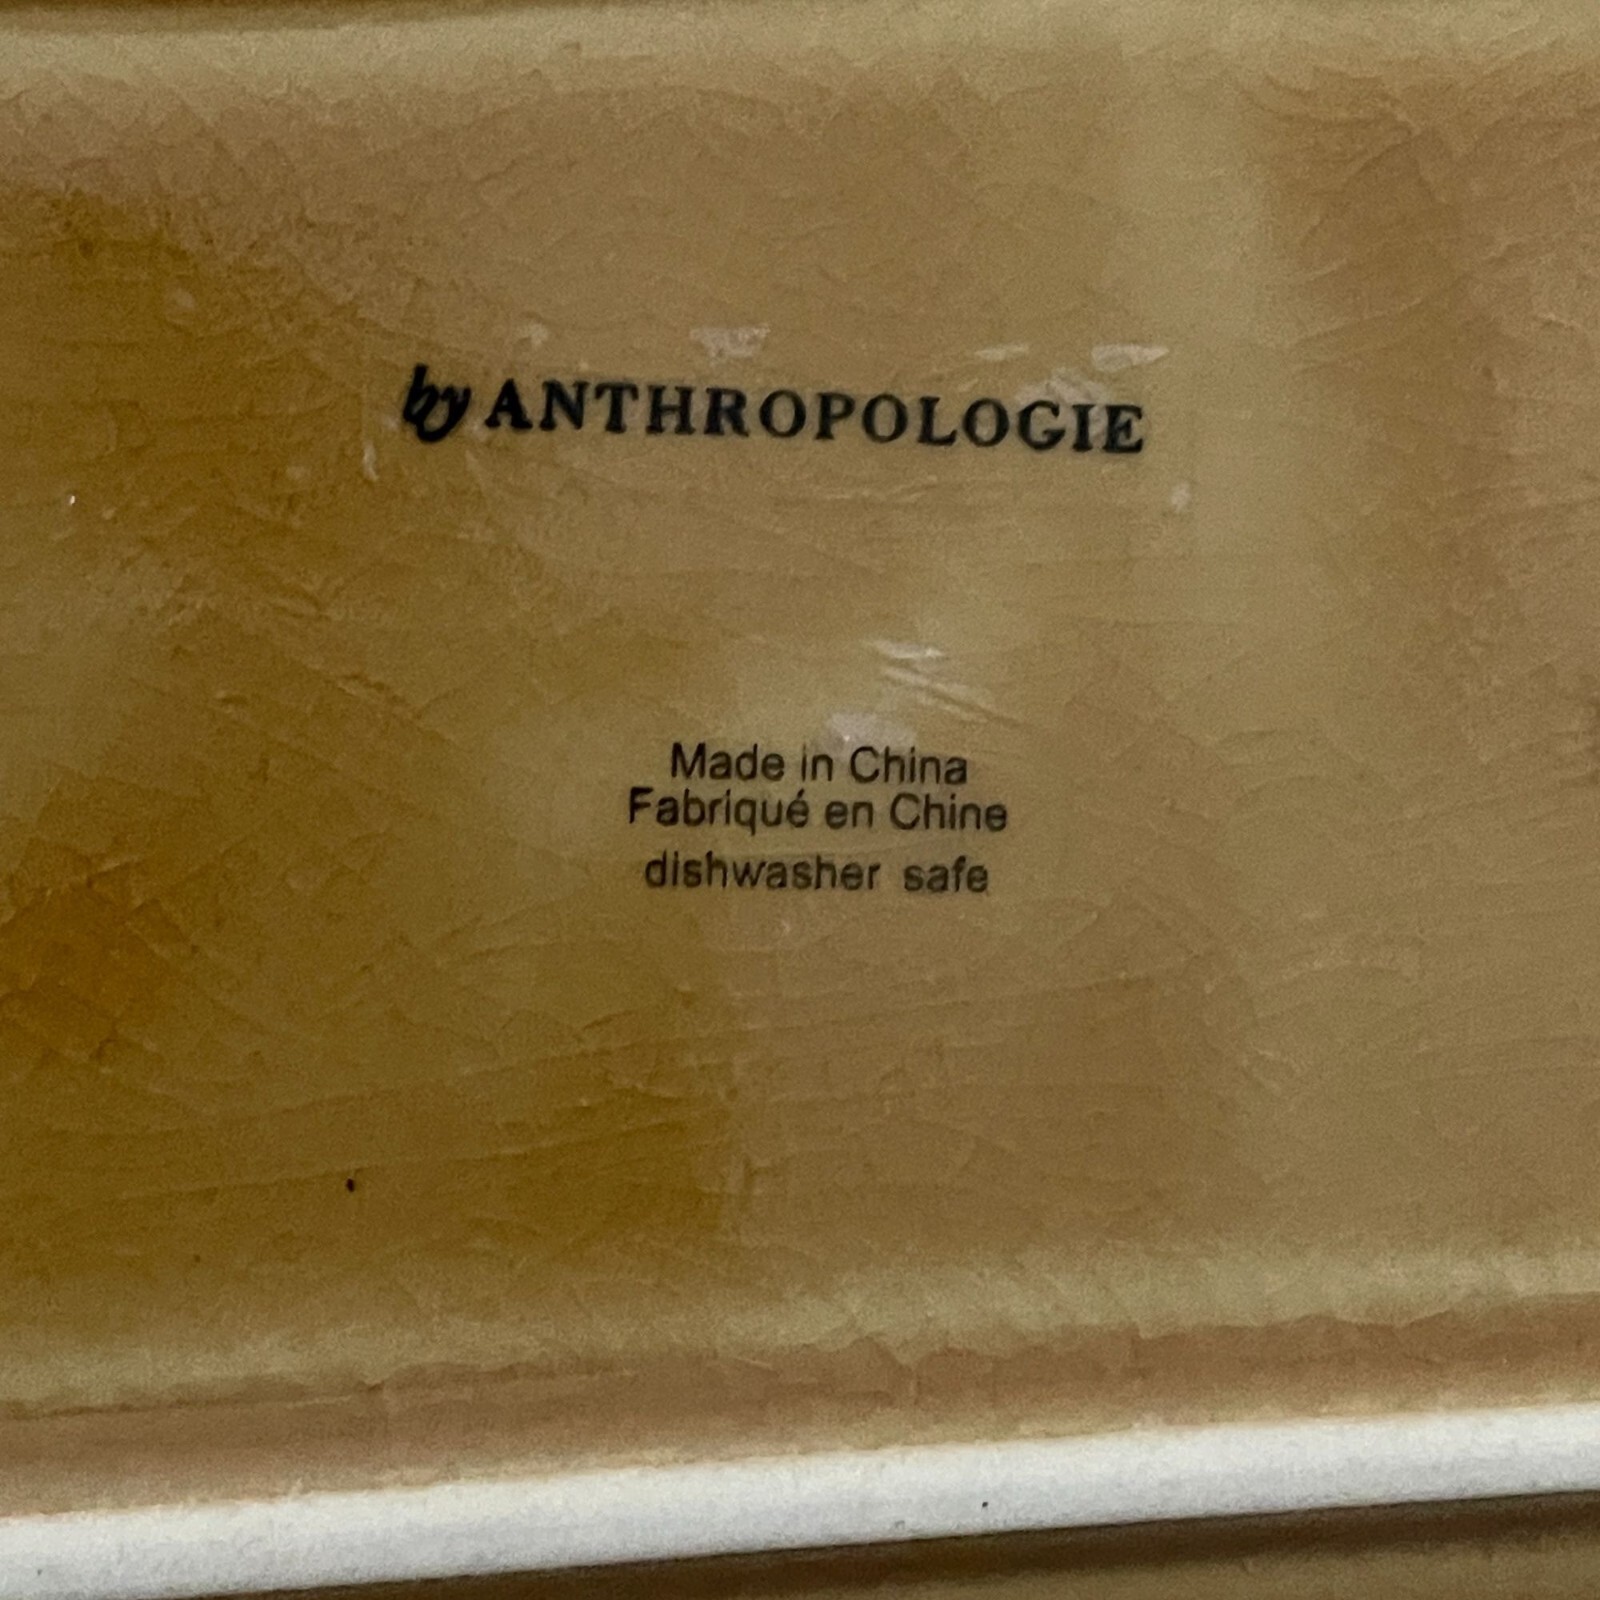 by ANTHROPOLOGIE
Made in China
Fabriqué en Chine
dishwasher safe